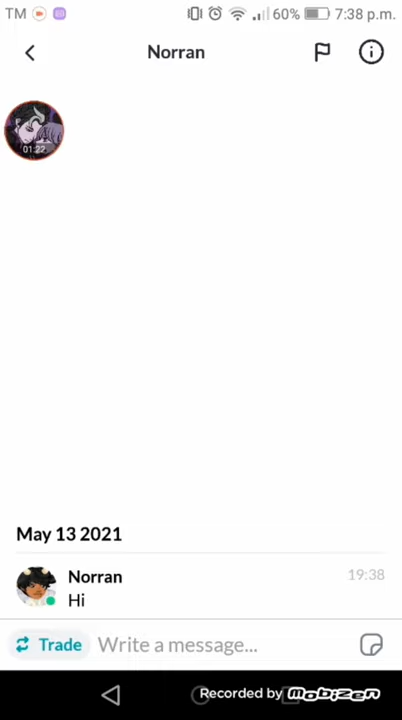 TM 60% 7:38 p.m.
Norran
01:22
May 13 2021
Norran 19:38
Hi
Trade Write a message...
Recorded by Mobizen